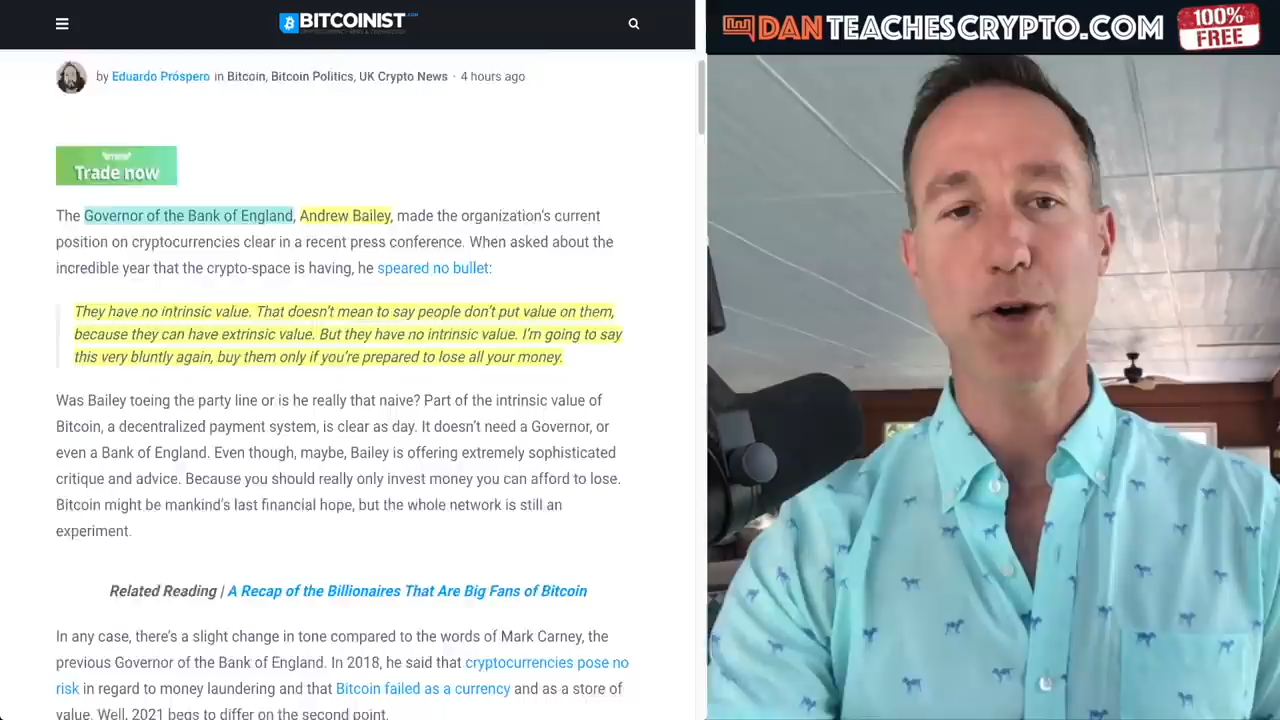 BITCOINIST.com
by Eduardo Próspero in Bitcoin, Bitcoin Politics, UK Crypto News · 4 hours ago
Trade now
The Governor of the Bank of England, Andrew Bailey, made the organization's current
position on cryptocurrencies clear in a recent press conference. When asked about the
incredible year that the crypto-space is having, he speared no bullet:
They have no intrinsic value. That doesn't mean to say people don't put value on them,
because they can have extrinsic value. But they have no intrinsic value. I'm going to say
this very bluntly again, buy them only if you're prepared to lose all your money.
Was Bailey toeing the party line or is he really that naive? Part of the intrinsic value of
Bitcoin, a decentralized payment system, is clear as day. It doesn't need a Governor, or
even a Bank of England. Even though, maybe, Bailey is offering extremely sophisticated
critique and advice. Because you should really only invest money you can afford to lose.
Bitcoin might be mankind's last financial hope, but the whole network is still an
experiment.
Related Reading | A Recap of the Billionaires That Are Big Fans of Bitcoin
In any case, there's a slight change in tone compared to the words of Mark Carney, the
previous Governor of the Bank of England. In 2018, he said that cryptocurrencies pose no
risk in regard to money laundering and that Bitcoin failed as a currency and as a store of
value. Well, 2021 begs to differ on the second point.
DANTEACHESCRYPTO.COM
100%
FREE